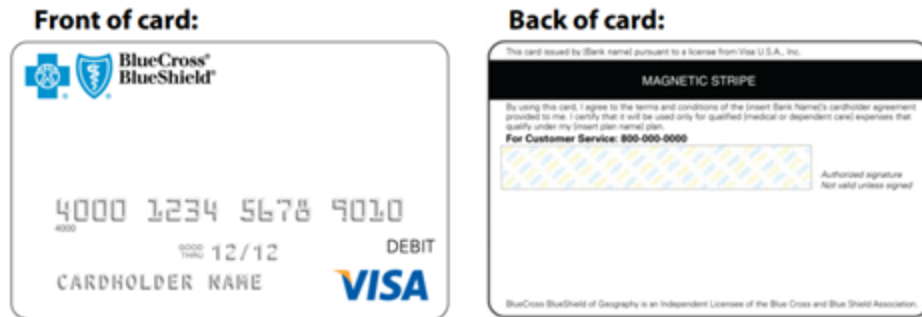 Front of card:
BlueCross®
BlueShield®
4000 1234 5678 9010
4000
GOOD THRU 12/12
DEBIT
CARDHOLDER NAME
VISA
Back of card:
This card issued by [Bank name] pursuant to a license from Visa U.S.A., Inc.
MAGNETIC STRIPE
By using this card, I agree to the terms and conditions of the [insert Bank Name]'s cardholder agreement
provided to me. I certify that it will be used only for qualified [medical or dependent care] expenses that
qualify under my [insert plan name] plan.
For Customer Service: 800-000-0000
Authorized signature
Not valid unless signed
BlueCross BlueShield of Geography is an Independent Licensee of the Blue Cross and Blue Shield Association.